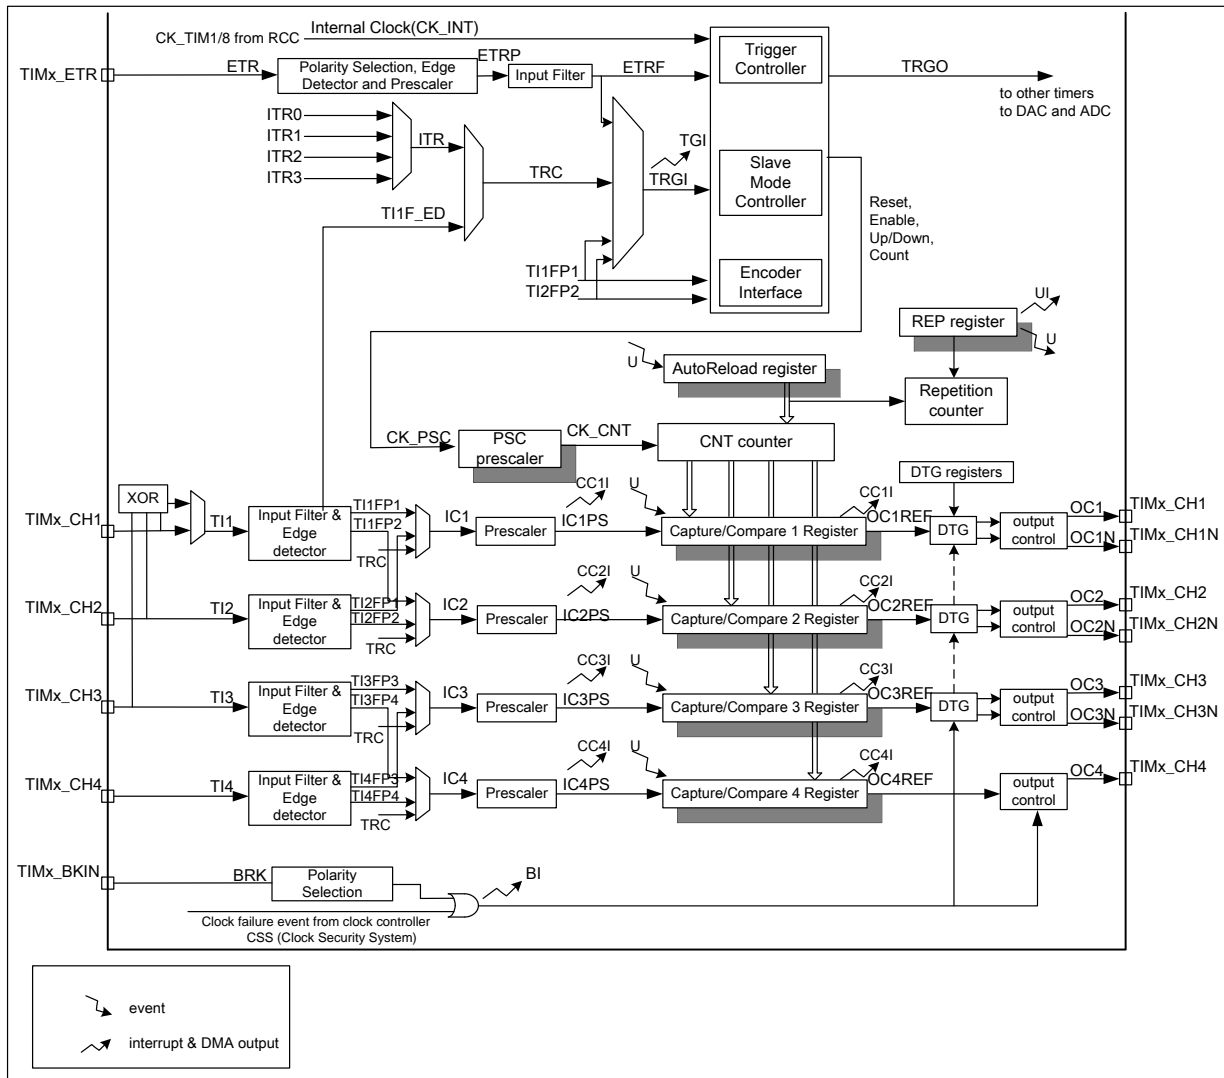 Internal Clock(CK_INT)
CK_TIM1/8 from RCC
Trigger
Controller
TIMx_ETR
ETR
Polarity Selection, Edge
Detector and Prescaler
ETRP
Input Filter
ETRF
TRGO
to other timers
to DAC and ADC
ITR0
ITR1
ITR2
ITR3
ITR
TRC
TGI
TRGI
Slave
Mode
Controller
TI1F_ED
Reset,
Enable,
Up/Down,
Count
TI1FP1
TI2FP2
Encoder
Interface
UI
REP register
U
U
AutoReload register
Repetition
counter
CK_PSC
PSC
prescaler
CK_CNT
CNT counter
DTG registers
XOR
TIMx_CH1
TI1
Input Filter &
Edge
detector
TI1FP1
TI1FP2
TRC
IC1
Prescaler
CC1I
IC1PS
U
Capture/Compare 1 Register
CC1I
OC1REF
DTG
output
control
OC1
OC1N
TIMx_CH1
TIMx_CH1N
TIMx_CH2
TI2
Input Filter &
Edge
detector
TI2FP1
TI2FP2
TRC
IC2
Prescaler
CC2I
IC2PS
U
Capture/Compare 2 Register
CC2I
OC2REF
DTG
output
control
OC2
OC2N
TIMx_CH2
TIMx_CH2N
TIMx_CH3
TI3
Input Filter &
Edge
detector
TI3FP3
TI3FP4
TRC
IC3
Prescaler
CC3I
IC3PS
U
Capture/Compare 3 Register
CC3I
OC3REF
DTG
output
control
OC3
OC3N
TIMx_CH3
TIMx_CH3N
TIMx_CH4
TI4
Input Filter &
Edge
detector
TI4FP3
TI4FP4
TRC
IC4
Prescaler
CC4I
IC4PS
U
Capture/Compare 4 Register
CC4I
OC4REF
output
control
OC4
TIMx_CH4
TIMx_BKIN
BRK
Polarity
Selection
BI
Clock failure event from clock controller
CSS (Clock Security System)
event
interrupt & DMA output